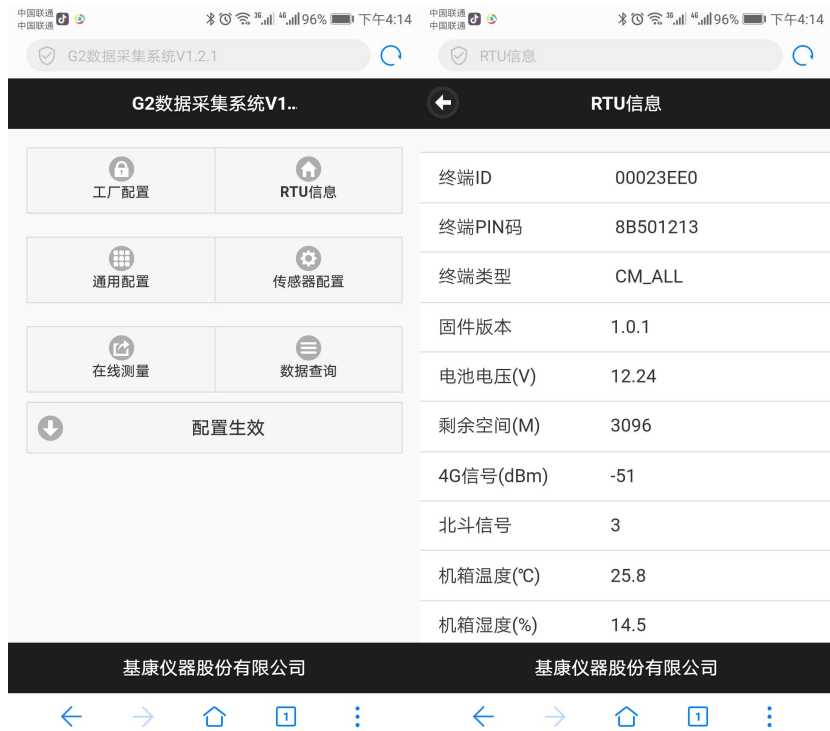 中国联通
中国联通
3G 4G 96% 下午4:14
G2数据采集系统V1.2.1
G2数据采集系统V1...
工厂配置
RTU信息
通用配置
传感器配置
在线测量
数据查询
配置生效
基康仪器股份有限公司
1
中国联通
中国联通
3G 4G 96% 下午4:14
RTU信息
RTU信息
终端ID 00023EE0
终端PIN码 8B501213
终端类型 CM_ALL
固件版本 1.0.1
电池电压(V) 12.24
剩余空间(M) 3096
4G信号(dBm) -51
北斗信号 3
机箱温度(℃) 25.8
机箱湿度(%) 14.5
基康仪器股份有限公司
1